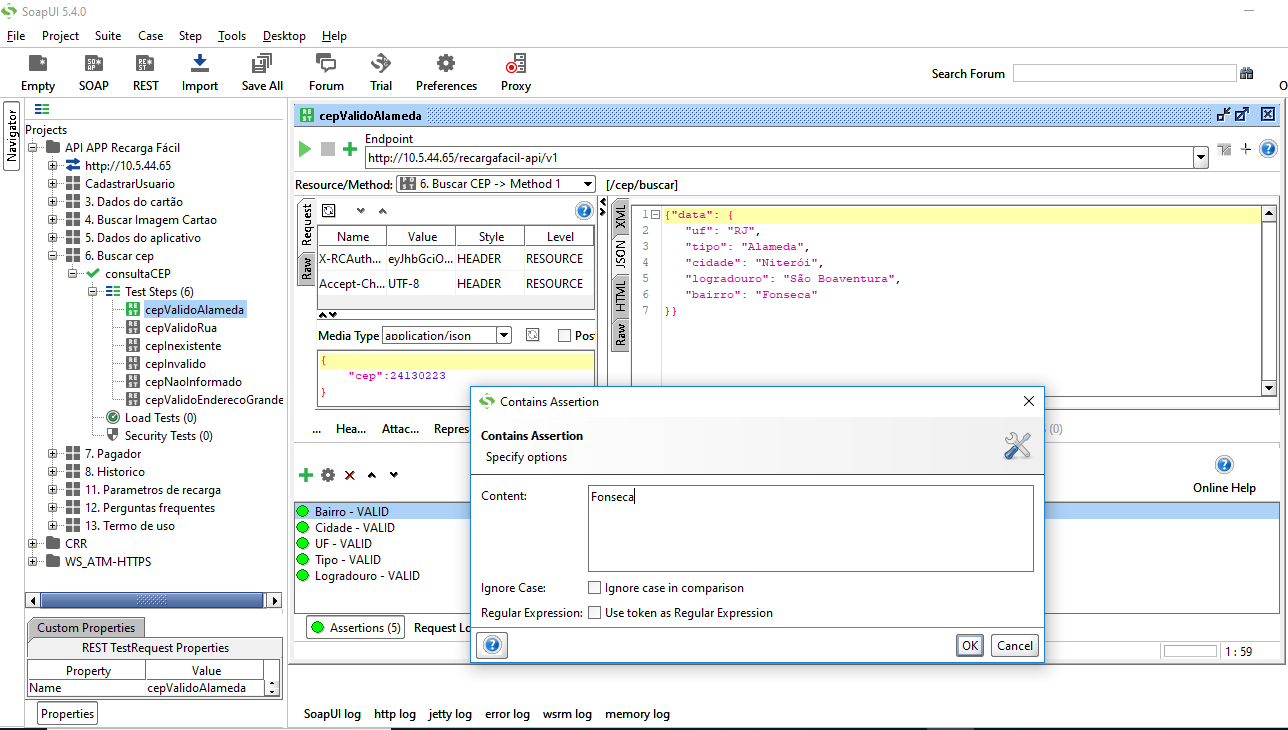 SoapUI 5.4.0
File Project Suite Case Step Tools Desktop Help
Empty SOAP REST Import Save All Forum Trial Preferences Proxy
Search Forum
Navigator
Projects
API APP Recarga Fácil
http://10.5.44.65
CadastrarUsuario
3. Dados do cartão
4. Buscar Imagem Cartao
5. Dados do aplicativo
6. Buscar cep
consultaCEP
Test Steps (6)
cepValidoAlameda
cepValidoRua
cepInexistente
cepInvalido
cepNaoInformado
cepValidoEnderecoGrande
Load Tests (0)
Security Tests (0)
7. Pagador
8. Historico
11. Parametros de recarga
12. Perguntas frequentes
13. Termo de uso
CRR
WS_ATM-HTTPS
Custom Properties
REST TestRequest Properties
Property Value
Name cepValidoAlameda
Properties
cepValidoAlameda
Endpoint
http://10.5.44.65/recargafacil-api/v1
Resource/Method: 6. Buscar CEP -> Method 1 [/cep/buscar]
Request
Raw
Name Value Style Level
X-RCAuth... eyJhbGciO... HEADER RESOURCE
Accept-Ch... UTF-8 HEADER RESOURCE
Media Type application/json Pos
{
"cep":24130223
}
... Hea... Attac... Repres
XML
JSON
HTML
Raw
1 {"data": {
2 "uf": "RJ",
3 "tipo": "Alameda",
4 "cidade": "Niterói",
5 "logradouro": "São Boaventura",
6 "bairro": "Fonseca"
7 }}
(0)
Online Help
Bairro - VALID
Cidade - VALID
UF - VALID
Tipo - VALID
Logradouro - VALID
Assertions (5) Request Lo
1 : 59
Contains Assertion
Contains Assertion
Specify options
Content: Fonseca
Ignore Case: Ignore case in comparison
Regular Expression: Use token as Regular Expression
OK Cancel
SoapUI log http log jetty log error log wsrm log memory log